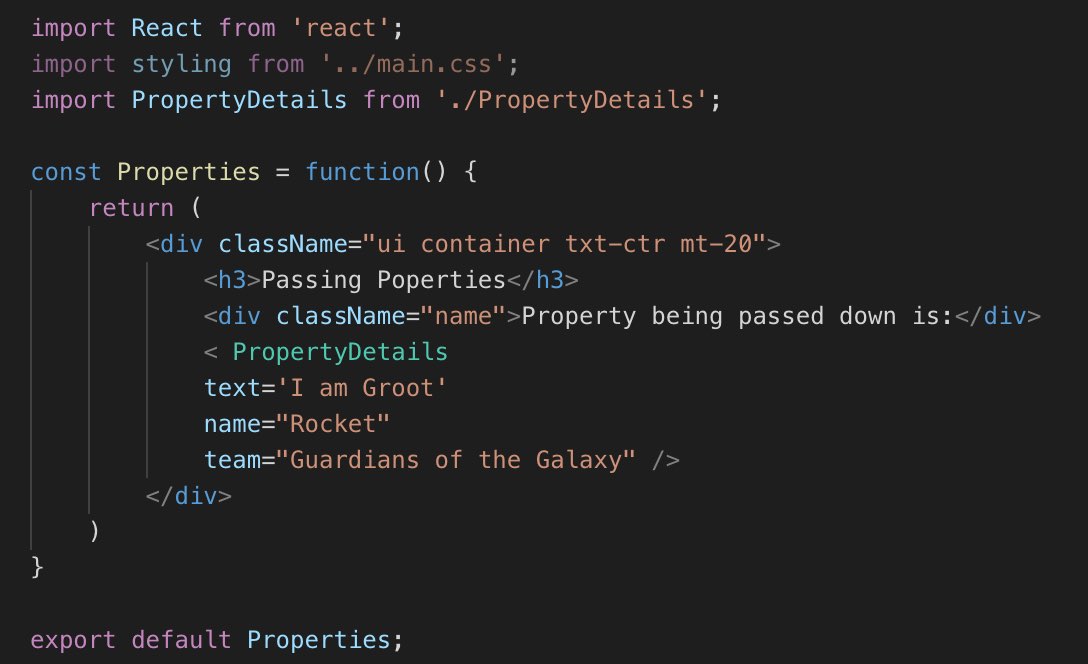 import React from 'react';
import styling from '../main.css';
import PropertyDetails from './PropertyDetails';
const Properties = function() {
return (
<div className="ui container txt-ctr mt-20">
<h3>Passing Poperties</h3>
<div className="name">Property being passed down is:</div>
< PropertyDetails
text='I am Groot'
name="Rocket"
team="Guardians of the Galaxy" />
</div>
)
}
export default Properties;